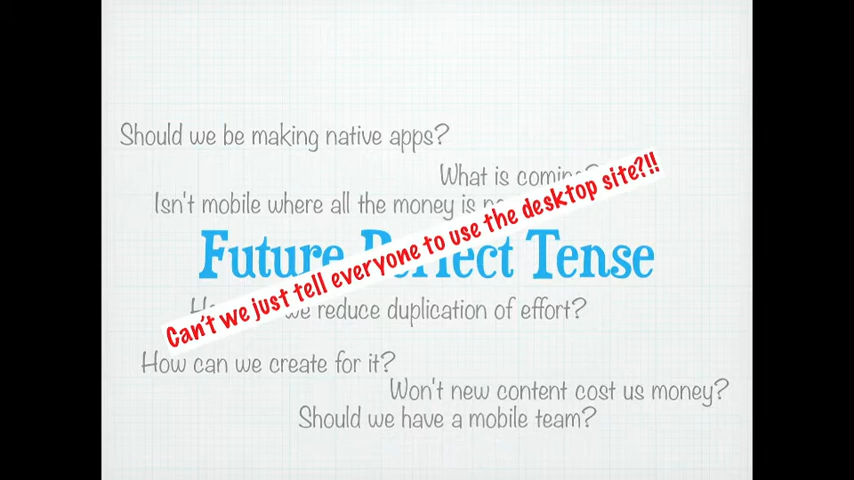 Should we be making native apps?
What is coming?
Isn't mobile where all the money is
Can't we just tell everyone to use the desktop site?!!
Future Perfect Tense
we reduce duplication of effort?
How can we create for it?
Won't new content cost us money?
Should we have a mobile team?